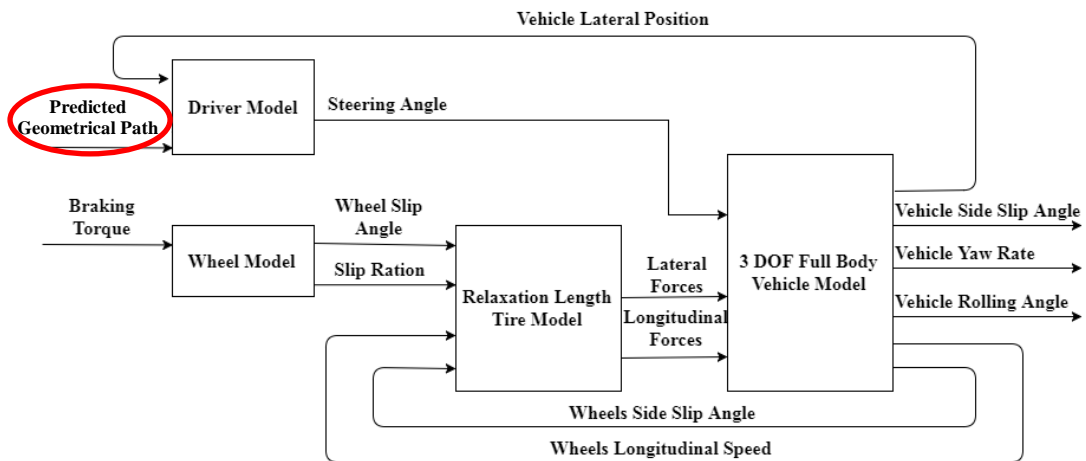 Vehicle Lateral Position
Predicted
Geometrical Path
Driver Model
Steering Angle
Braking
Torque
Wheel Model
Wheel Slip
Angle
Slip Ration
Relaxation Length
Tire Model
Lateral
Forces
Longitudinal
Forces
3 DOF Full Body
Vehicle Model
Vehicle Side Slip Angle
Vehicle Yaw Rate
Vehicle Rolling Angle
Wheels Side Slip Angle
Wheels Longitudinal Speed